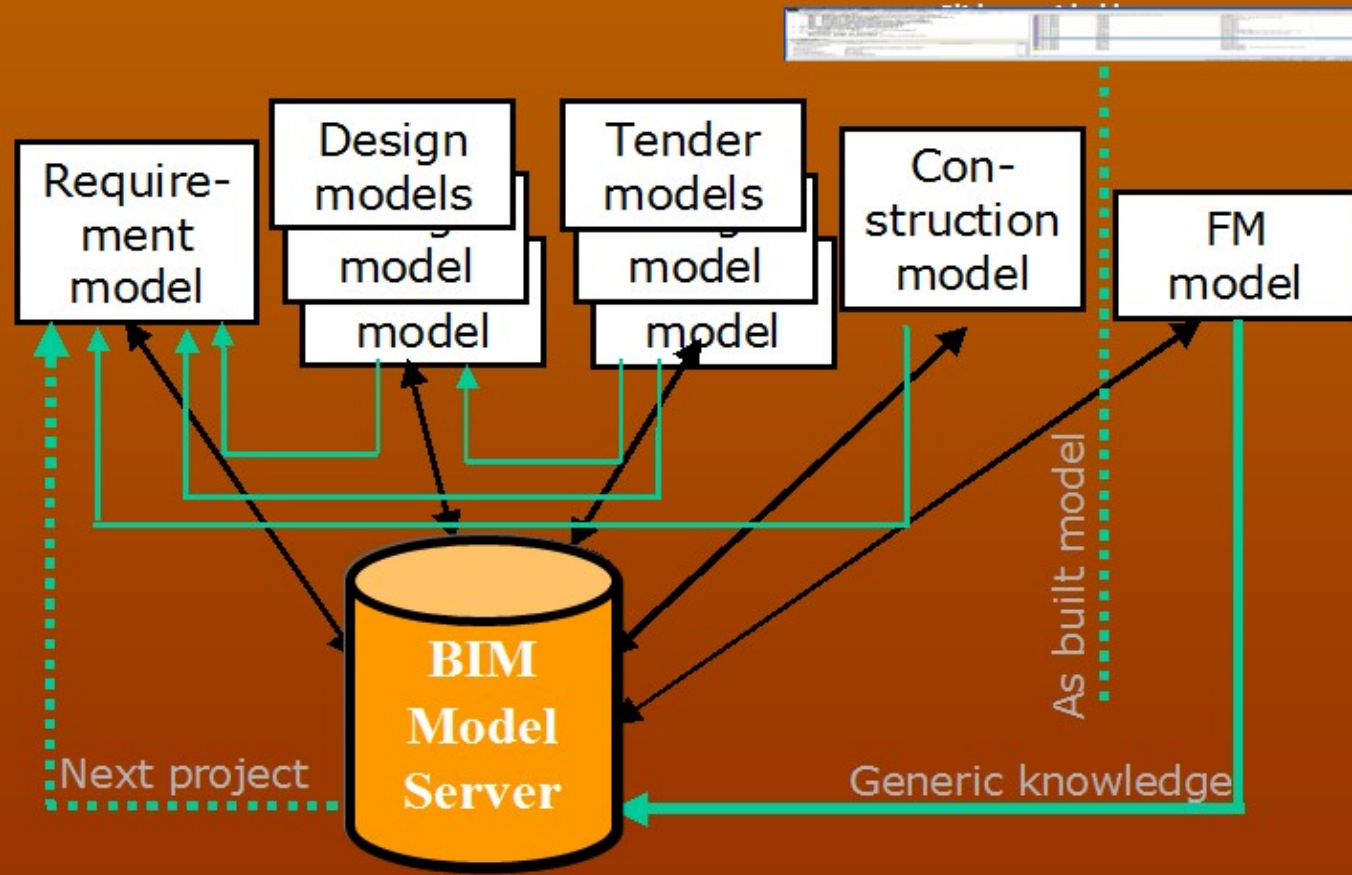 Require-
ment
model
Design
models
model
model
Tender
models
model
model
Con-
struction
model
FM
model
As built model
BIM
Model
Server
Next project
Generic knowledge